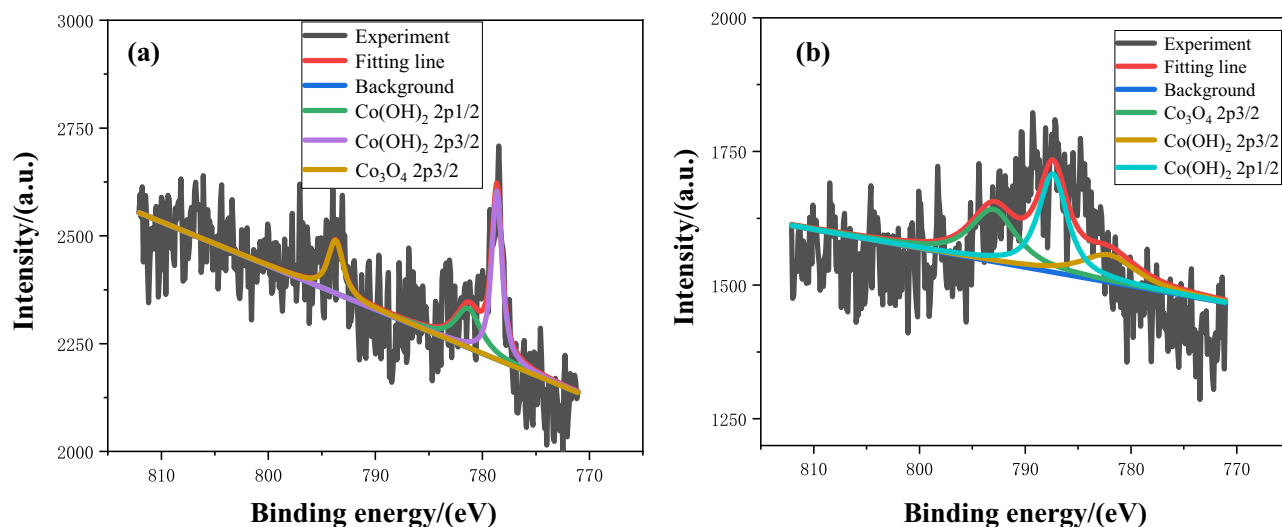 (a)
Experiment
Fitting line
Background
Co(OH)₂ 2p1/2
Co(OH)₂ 2p3/2
Co₃O₄ 2p3/2
3000
2750
2500
2250
2000
810
800
790
780
770
Intensity/(a.u.)
Binding energy/(eV)
(b)
Experiment
Fitting line
Background
Co₃O₄ 2p3/2
Co(OH)₂ 2p3/2
Co(OH)₂ 2p1/2
2000
1750
1500
1250
810
800
790
780
770
Intensity/(a.u.)
Binding energy/(eV)